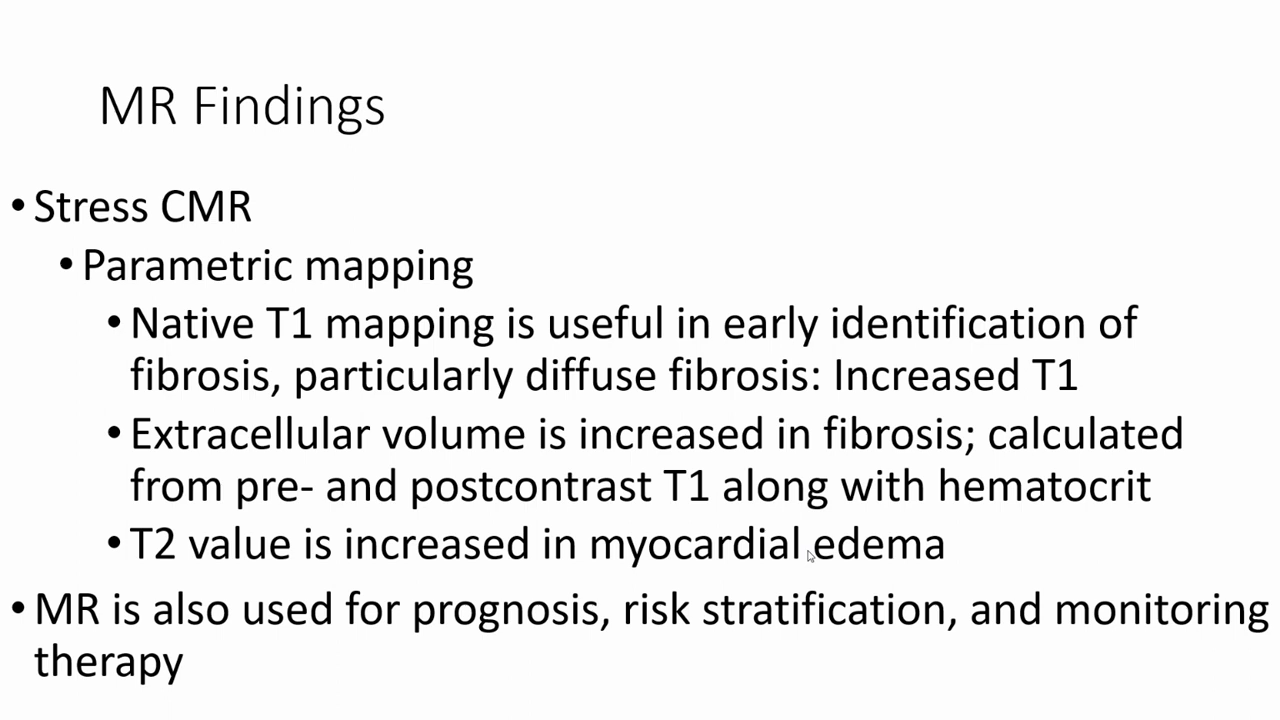 MR Findings
• Stress CMR
• Parametric mapping
• Native T1 mapping is useful in early identification of
fibrosis, particularly diffuse fibrosis: Increased T1
• Extracellular volume is increased in fibrosis; calculated
from pre- and postcontrast T1 along with hematocrit
• T2 value is increased in myocardial edema
• MR is also used for prognosis, risk stratification, and monitoring
therapy